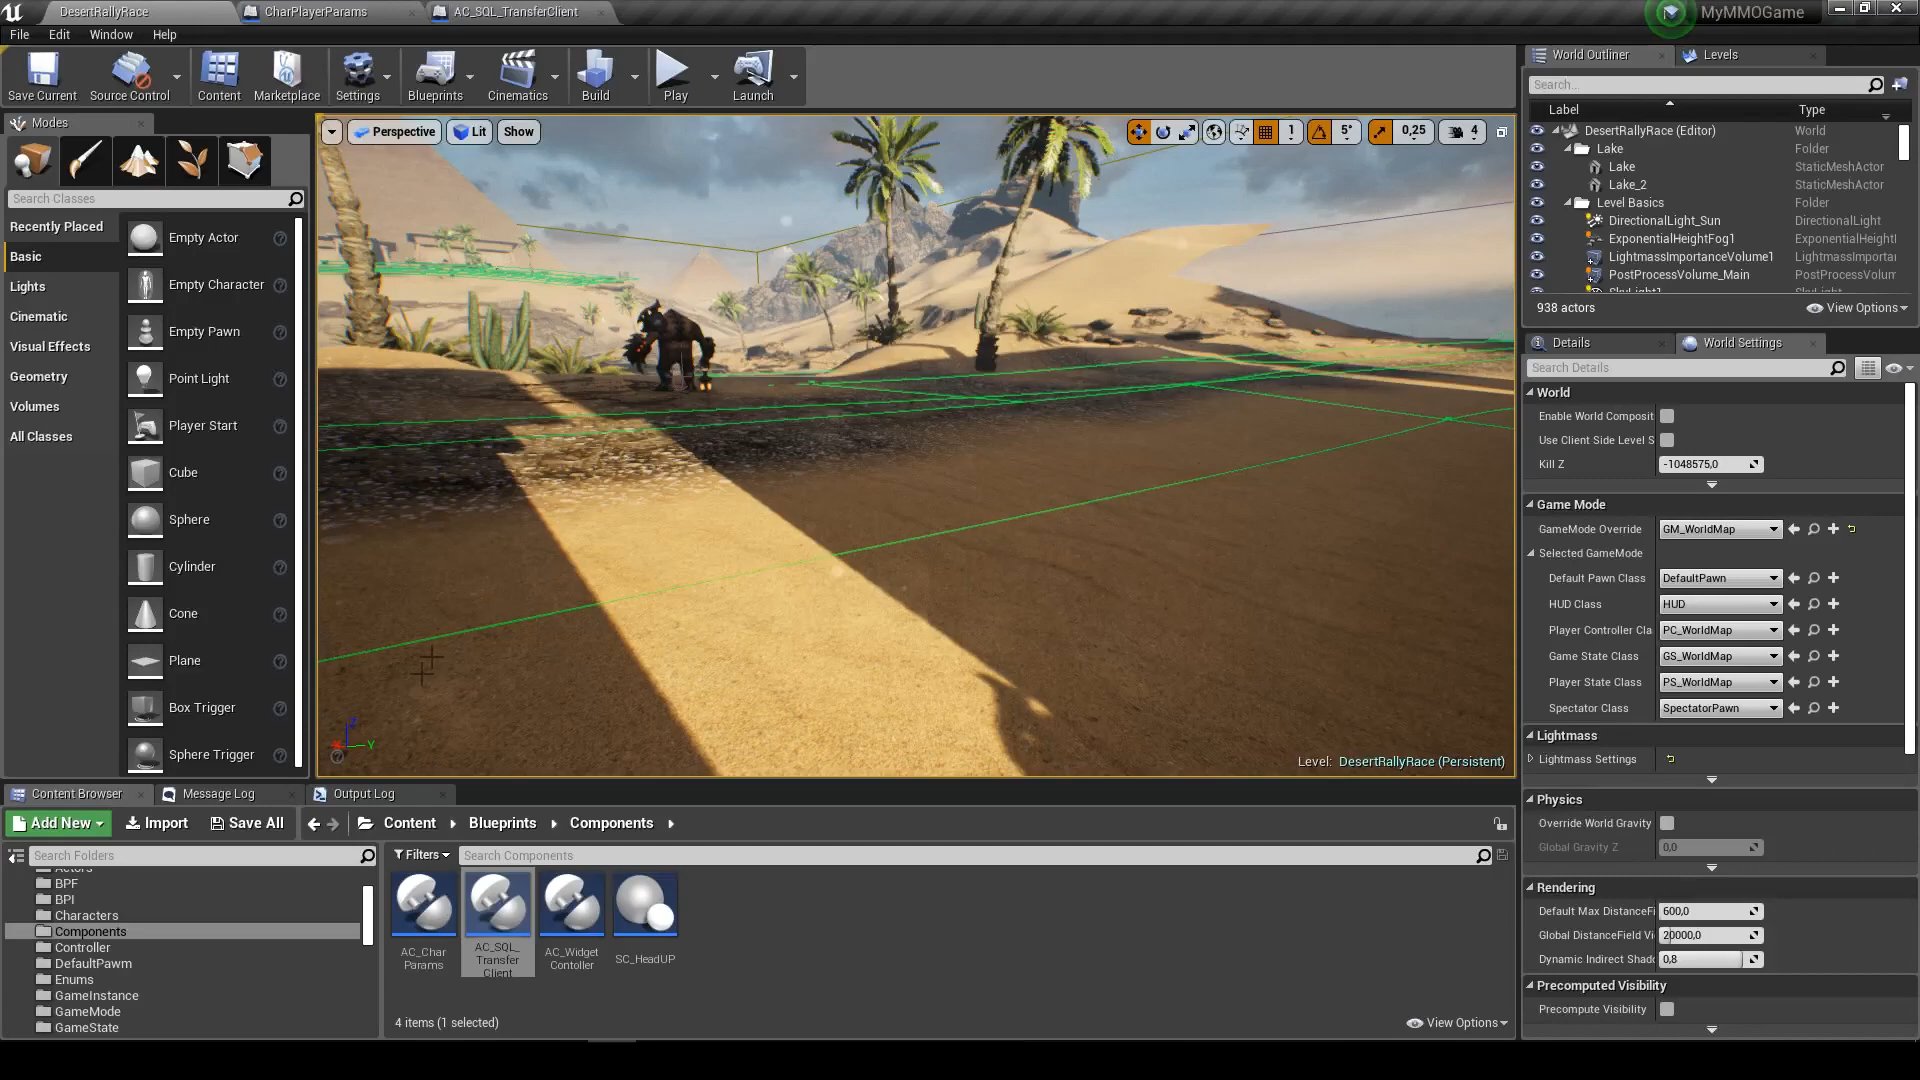 DesertRallyRace
CharPlayerParams
AC_SQL_TransferClient
MyMMOGame
File
Edit
Window
Help
Save Current
Source Control
Content
Marketplace
Settings
Blueprints
Cinematics
Build
Play
Launch
Modes
Search Classes
Recently Placed
Basic
Lights
Cinematic
Visual Effects
Geometry
Volumes
All Classes
Empty Actor
Empty Character
Empty Pawn
Point Light
Player Start
Cube
Sphere
Cylinder
Cone
Plane
Box Trigger
Sphere Trigger
Perspective
Lit
Show
1
5°
0,25
4
Z
X
Y
Level: DesertRallyRace (Persistent)
World Outliner
Levels
Search...
Label Type
DesertRallyRace (Editor) World
Lake Folder
Lake StaticMeshActor
Lake_2 StaticMeshActor
Level Basics Folder
DirectionalLight_Sun DirectionalLight
ExponentialHeightFog1 ExponentialHeightI
LightmassImportanceVolume1 LightmassImportar
PostProcessVolume_Main PostProcessVolum
938 actors
View Options
Details
World Settings
Search Details
World
Enable World Composit
Use Client Side Level S
Kill Z -1048575,0
Game Mode
GameMode Override GM_WorldMap
Selected GameMode
Default Pawn Class DefaultPawn
HUD Class HUD
Player Controller Cla PC_WorldMap
Game State Class GS_WorldMap
Player State Class PS_WorldMap
Spectator Class SpectatorPawn
Lightmass
Lightmass Settings
Physics
Override World Gravity
Global Gravity Z 0,0
Rendering
Default Max DistanceFi 600,0
Global DistanceField Vi 20000,0
Dynamic Indirect Shado 0,8
Precomputed Visibility
Precompute Visibility
Content Browser
Message Log
Output Log
Add New
Import
Save All
Content
Blueprints
Components
Search Folders
Filters
Search Components
Actors
BPF
BPI
Characters
Components
Controller
DefaultPawn
Enums
GameInstance
GameMode
GameState
AC_Char
Params
AC_SQL_
Transfer
Client
AC_Widget
Contoller
SC_HeadUP
4 items (1 selected)
View Options